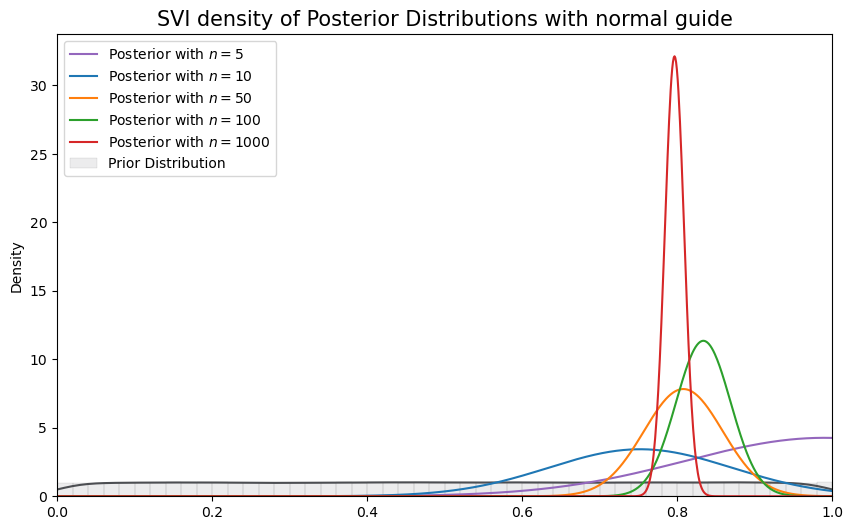 SVI density of Posterior Distributions with normal guide
Posterior with n = 5
Posterior with n = 10
Posterior with n = 50
Posterior with n = 100
Posterior with n = 1000
Prior Distribution
Density
30
25
20
15
10
5
0
0.0 0.2 0.4 0.6 0.8 1.0